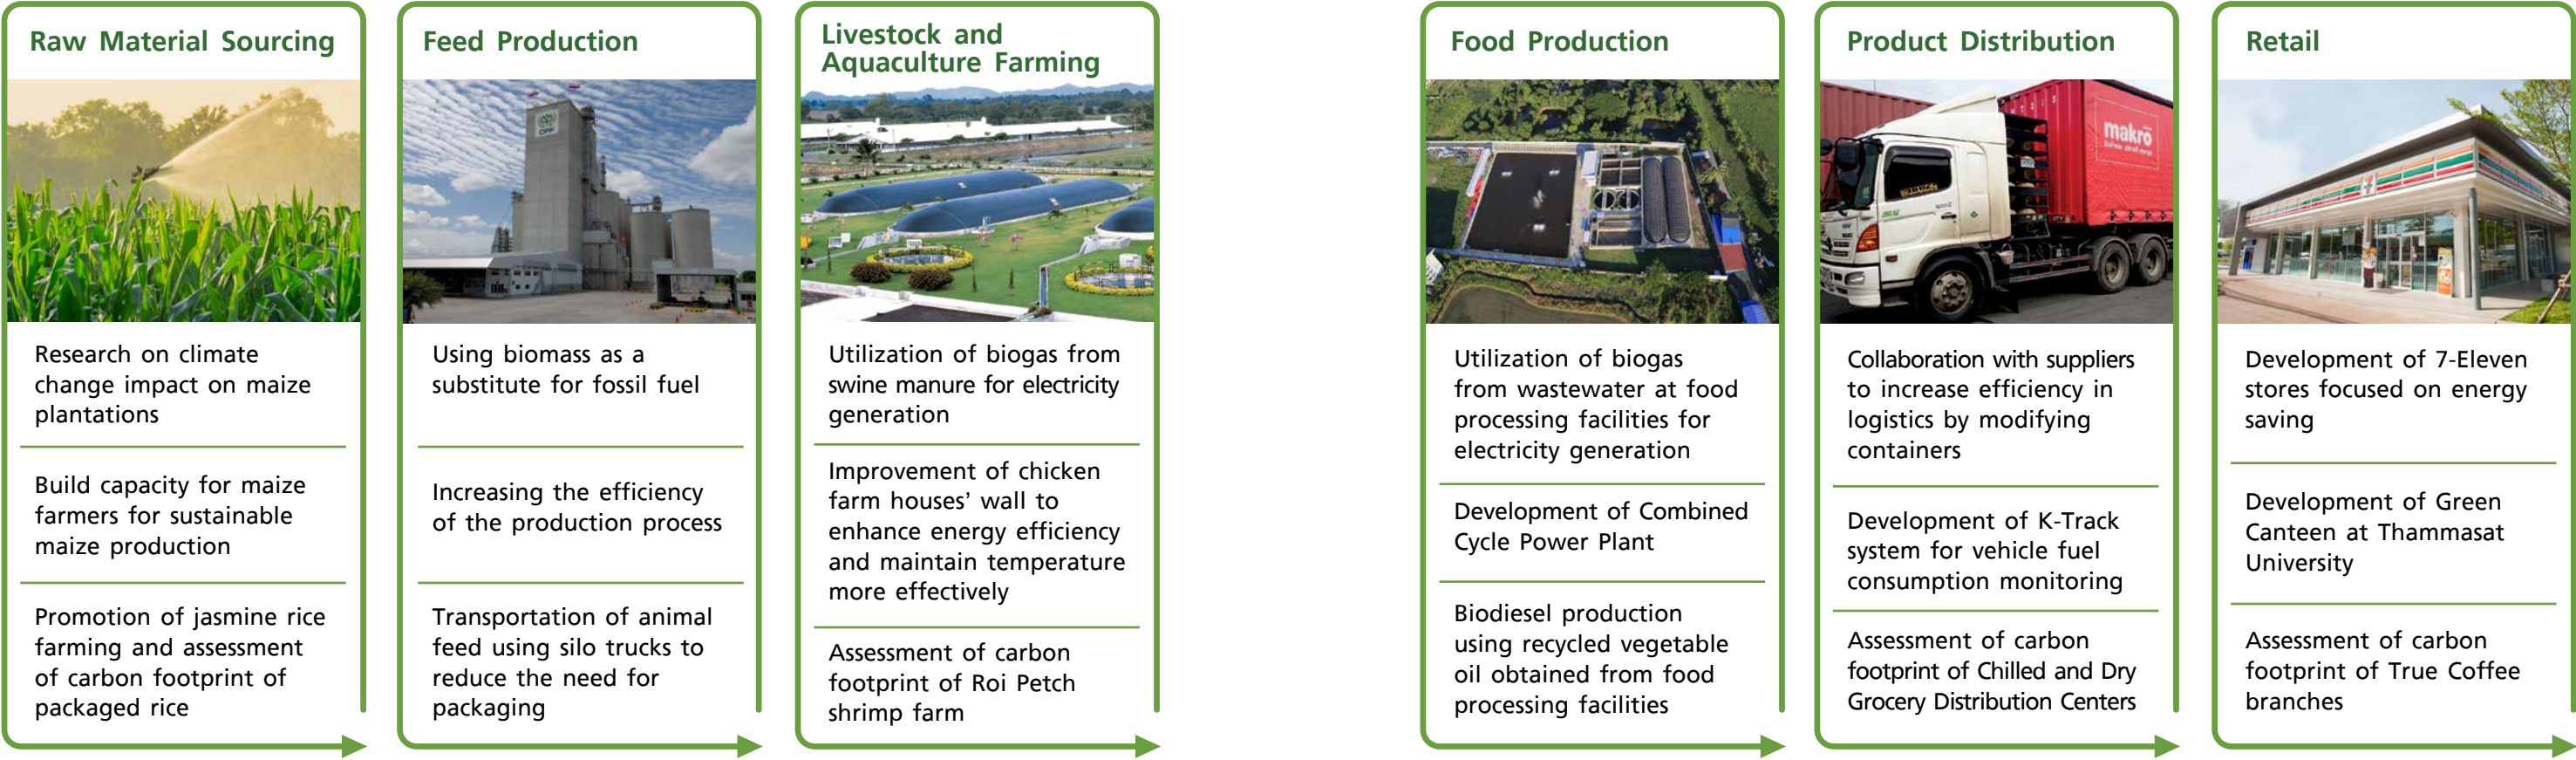 Raw Material Sourcing
Research on climate
change impact on maize
plantations
Build capacity for maize
farmers for sustainable
maize production
Promotion of jasmine rice
farming and assessment
of carbon footprint of
packaged rice
Feed Production
CPF
Using biomass as a
substitute for fossil fuel
Increasing the efficiency
of the production process
Transportation of animal
feed using silo trucks to
reduce the need for
packaging
Livestock and
Aquaculture Farming
Utilization of biogas from
swine manure for electricity
generation
Improvement of chicken
farm houses’ wall to
enhance energy efficiency
and maintain temperature
more effectively
Assessment of carbon
footprint of Roi Petch
shrimp farm
Food Production
Utilization of biogas
from wastewater at food
processing facilities for
electricity generation
Development of Combined
Cycle Power Plant
Biodiesel production
using recycled vegetable
oil obtained from food
processing facilities
Product Distribution
makro
Collaboration with suppliers
to increase efficiency in
logistics by modifying
containers
Development of K-Track
system for vehicle fuel
consumption monitoring
Assessment of carbon
footprint of Chilled and Dry
Grocery Distribution Centers
Retail
Development of 7-Eleven
stores focused on energy
saving
Development of Green
Canteen at Thammasat
University
Assessment of carbon
footprint of True Coffee
branches